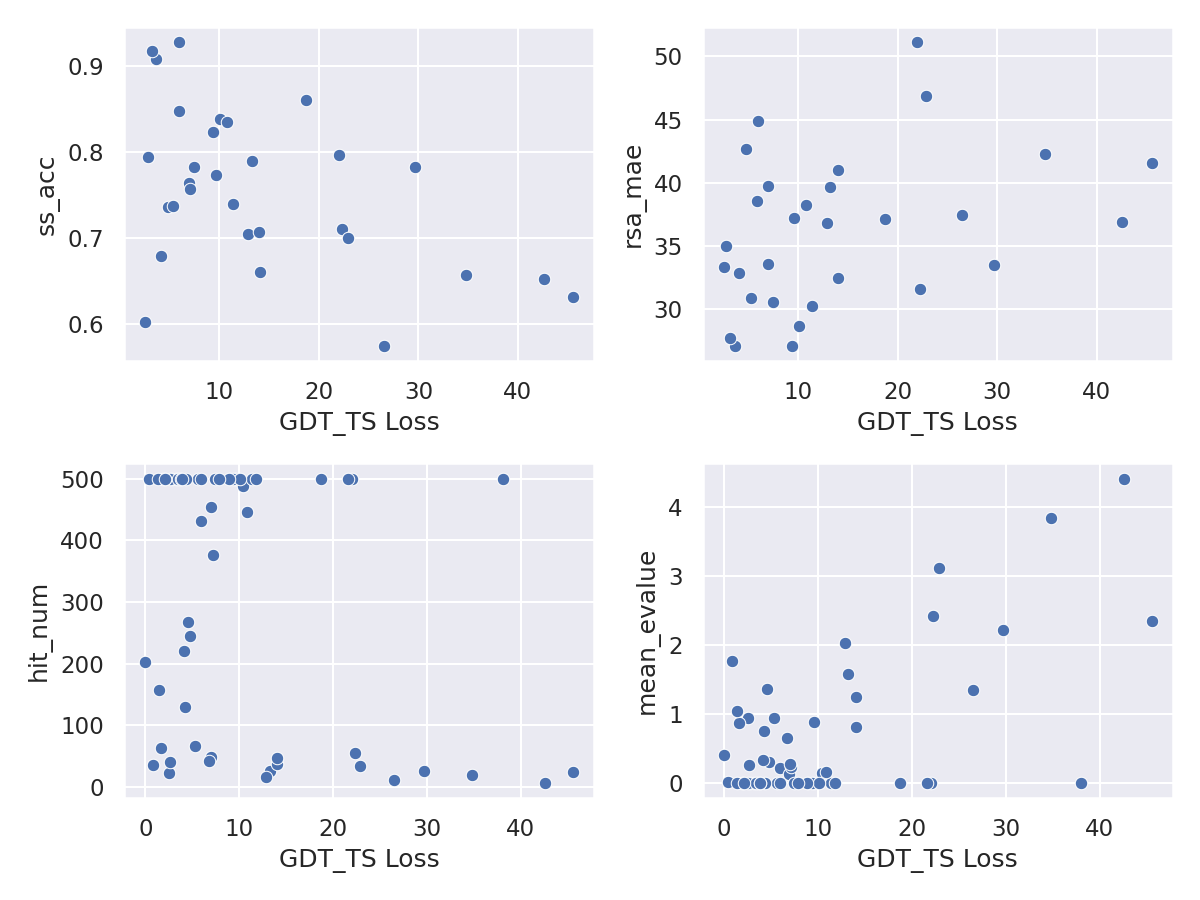 0.9
0.8
0.7
0.6
ss_acc
10 20 30 40
GDT_TS Loss
50
45
40
35
30
rsa_mae
10 20 30 40
GDT_TS Loss
500
400
300
200
100
0
hit_num
0 10 20 30 40
GDT_TS Loss
4
3
2
1
0
mean_evalue
0 10 20 30 40
GDT_TS Loss